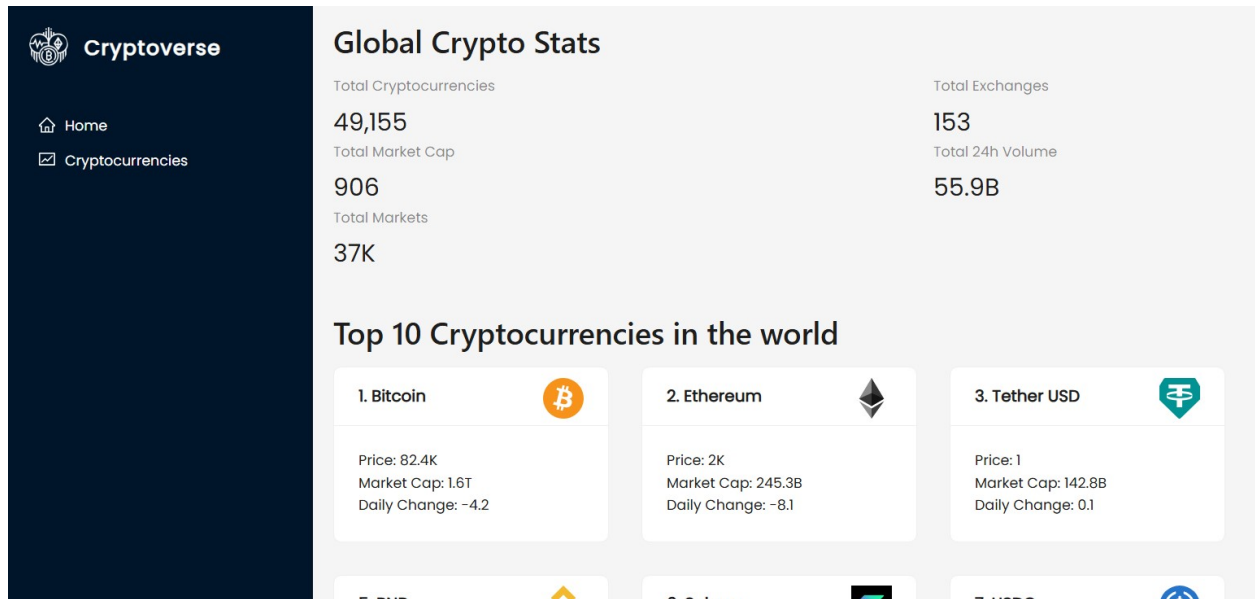 Cryptoverse
Home
Cryptocurrencies
Global Crypto Stats
Total Cryptocurrencies
49,155
Total Exchanges
153
Total Market Cap
906
Total 24h Volume
55.9B
Total Markets
37K
Top 10 Cryptocurrencies in the world
1. Bitcoin
Price: 82.4K
Market Cap: 1.6T
Daily Change: -4.2
2. Ethereum
Price: 2K
Market Cap: 245.3B
Daily Change: -8.1
3. Tether USD
Price: 1
Market Cap: 142.8B
Daily Change: 0.1